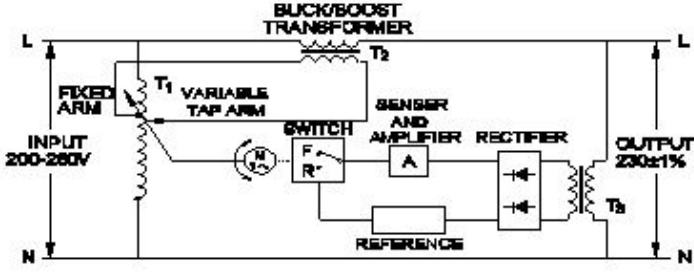 BUCK/BOOST
TRANSFORMER
L
L
T2
T1
FIXED
ARM
VARIABLE
TAP ARM
SENSER
AND
AMPLIFIER
RECTIFIER
SWITCH
INPUT
200-260V
OUTPUT
230±1%
M
1~
F
R
A
T3
REFERENCE
N
N